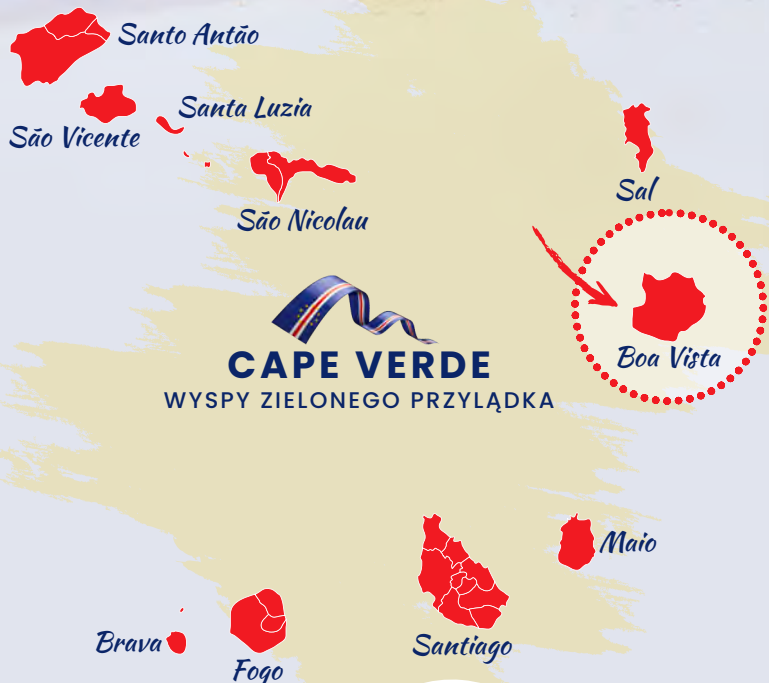 Santo Antão
Santa Luzia
São Vicente
Sal
São Nicolau
Boa Vista
CAPE VERDE
WYSPY ZIELONEGO PRZYLĄDKA
Maio
Brava
Santiago
Fogo